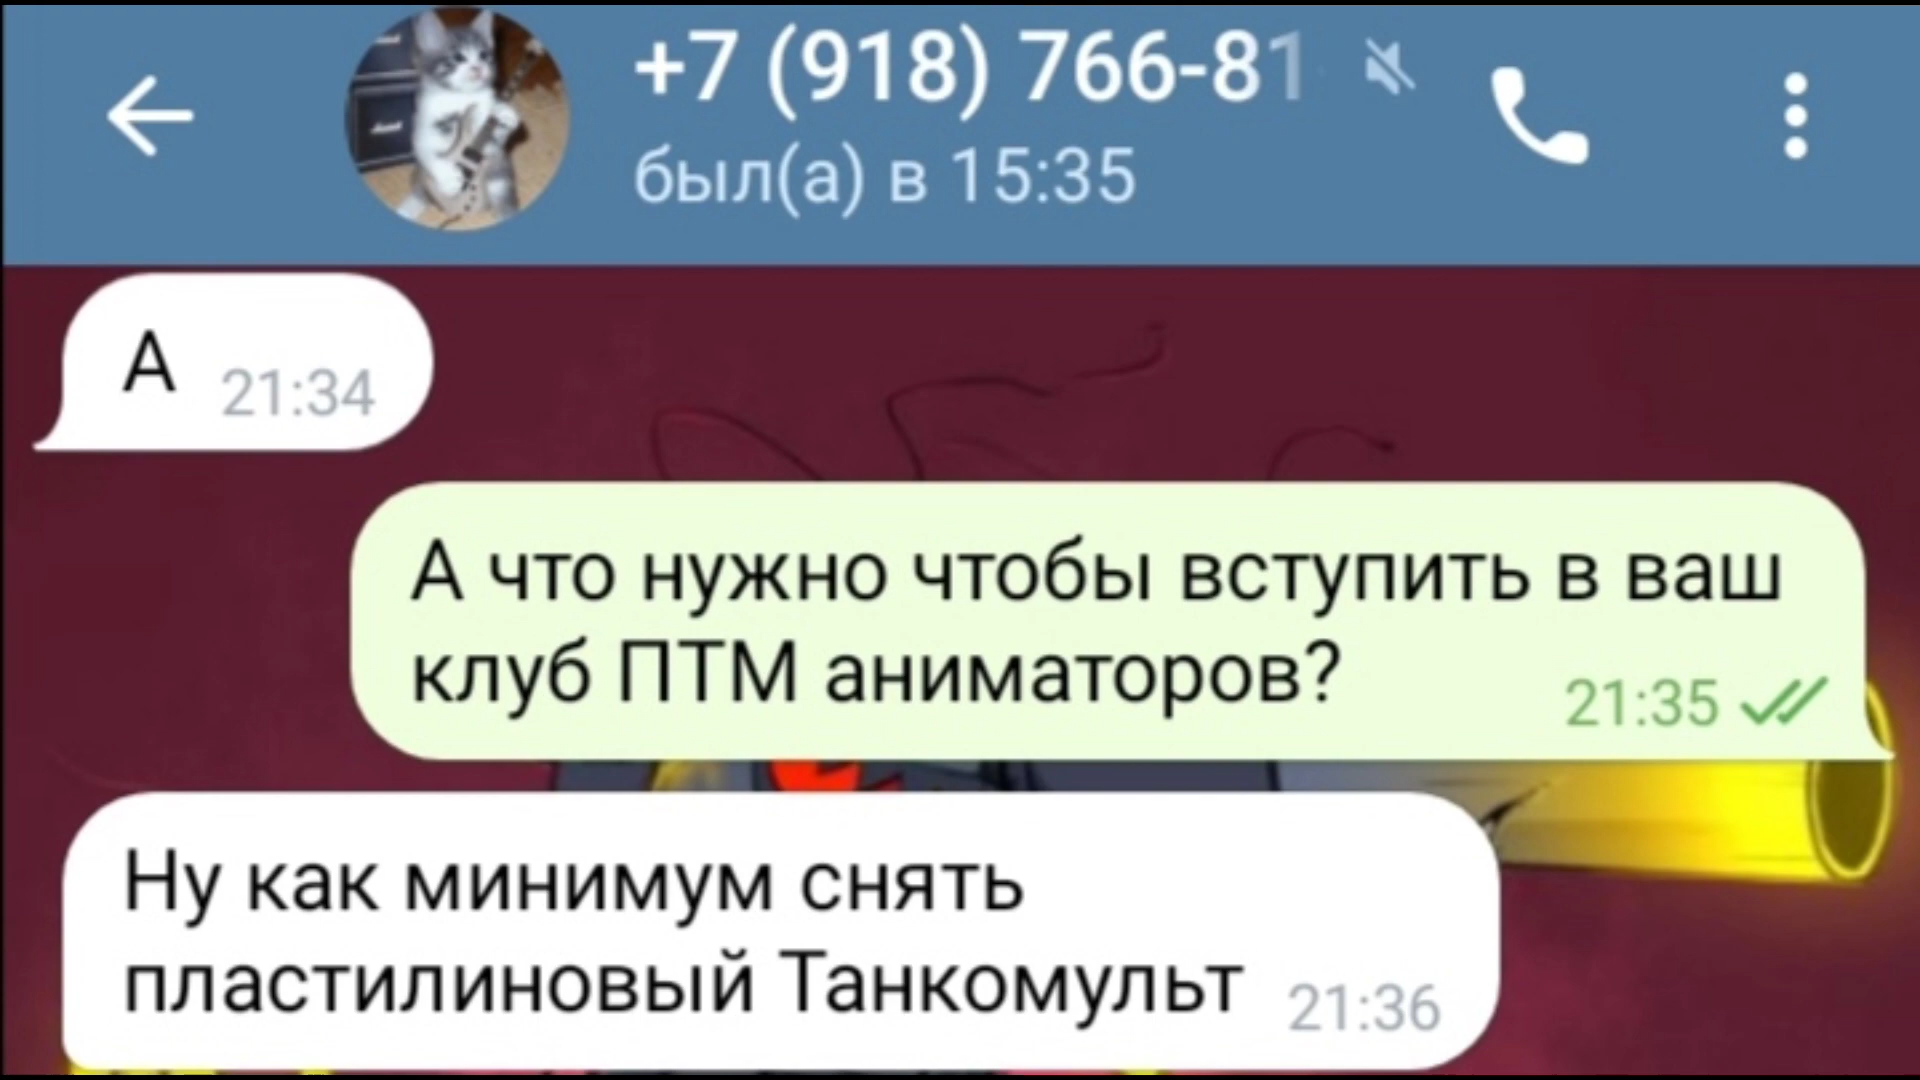 +7 (918) 766-81
был(а) в 15:35
А 21:34
А что нужно чтобы вступить в ваш
клуб ПТМ аниматоров? 21:35
Ну как минимум снять
пластилиновый Танкомульт 21:36